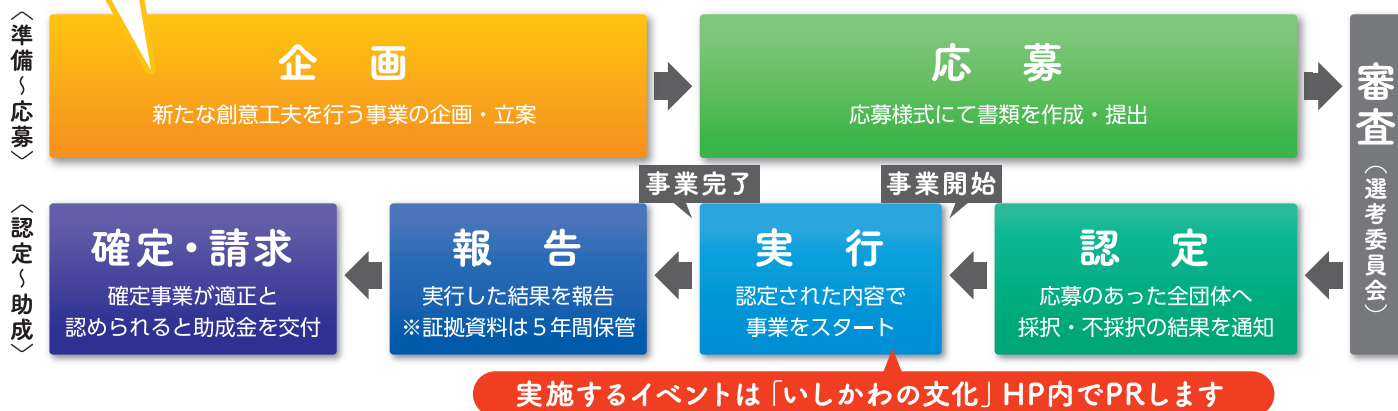 〈準備～応募〉
企 画
新たな創意工夫を行う事業の企画・立案
応 募
応募様式にて書類を作成・提出
審査（選考委員会）
〈認定～助成〉
事業開始
認 定
応募のあった全団体へ
採択・不採択の結果を通知
実 行
認定された内容で
事業をスタート
事業完了
報 告
実行した結果を報告
※証拠資料は５年間保管
確定・請求
確定事業が適正と
認められると助成金を交付
実施するイベントは「いしかわの文化」HP内でPRします